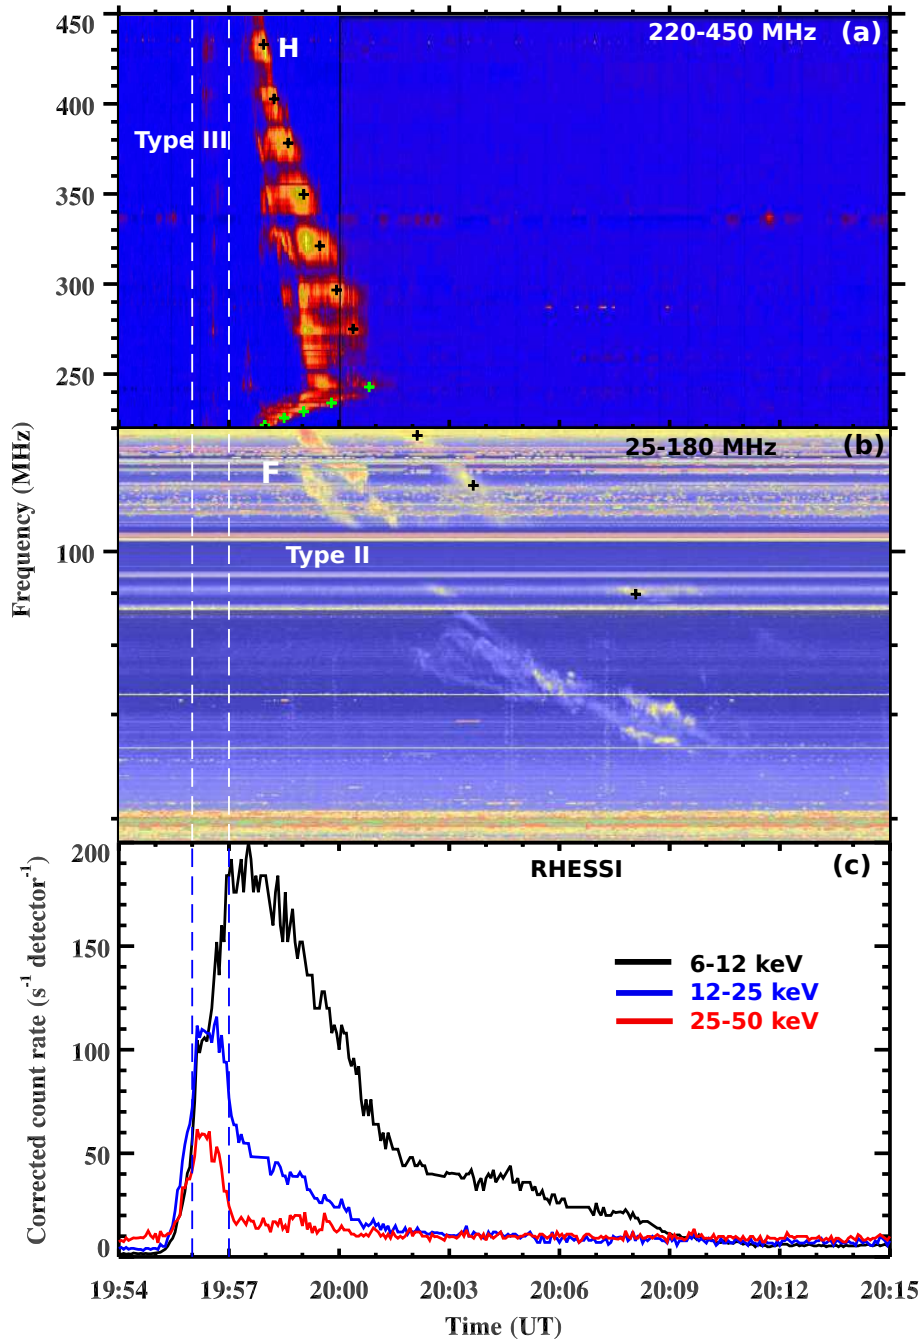 450
220-450 MHz (a)
H
400
Type III
350
300
250
25-180 MHz (b)
F
Type II
100
Frequency (MHz)
200
RHESSI (c)
150
6-12 keV
12-25 keV
25-50 keV
100
50
0
Corrected count rate (s⁻¹ detector⁻¹)
19:54 19:57 20:00 20:03 20:06 20:09 20:12 20:15
Time (UT)